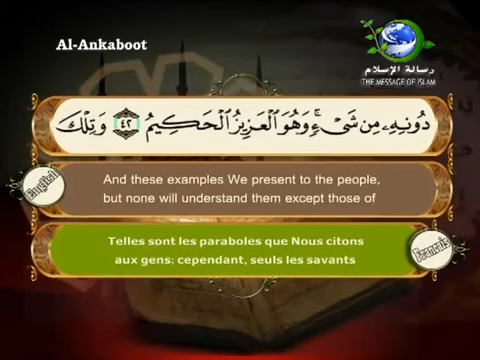 Al-Ankaboot
رسالة الإسلام
THE MESSAGE OF ISLAM
دُونِهِۦ مِن شَىْءٍۢ ۚ وَهُوَ ٱلْعَزِيزُ ٱلْحَكِيمُ ٤٢ وَتِلْكَ
English
And these examples We present to the people,
but none will understand them except those of
Telles sont les paraboles que Nous citons
aux gens; cependant, seuls les savants
Francais